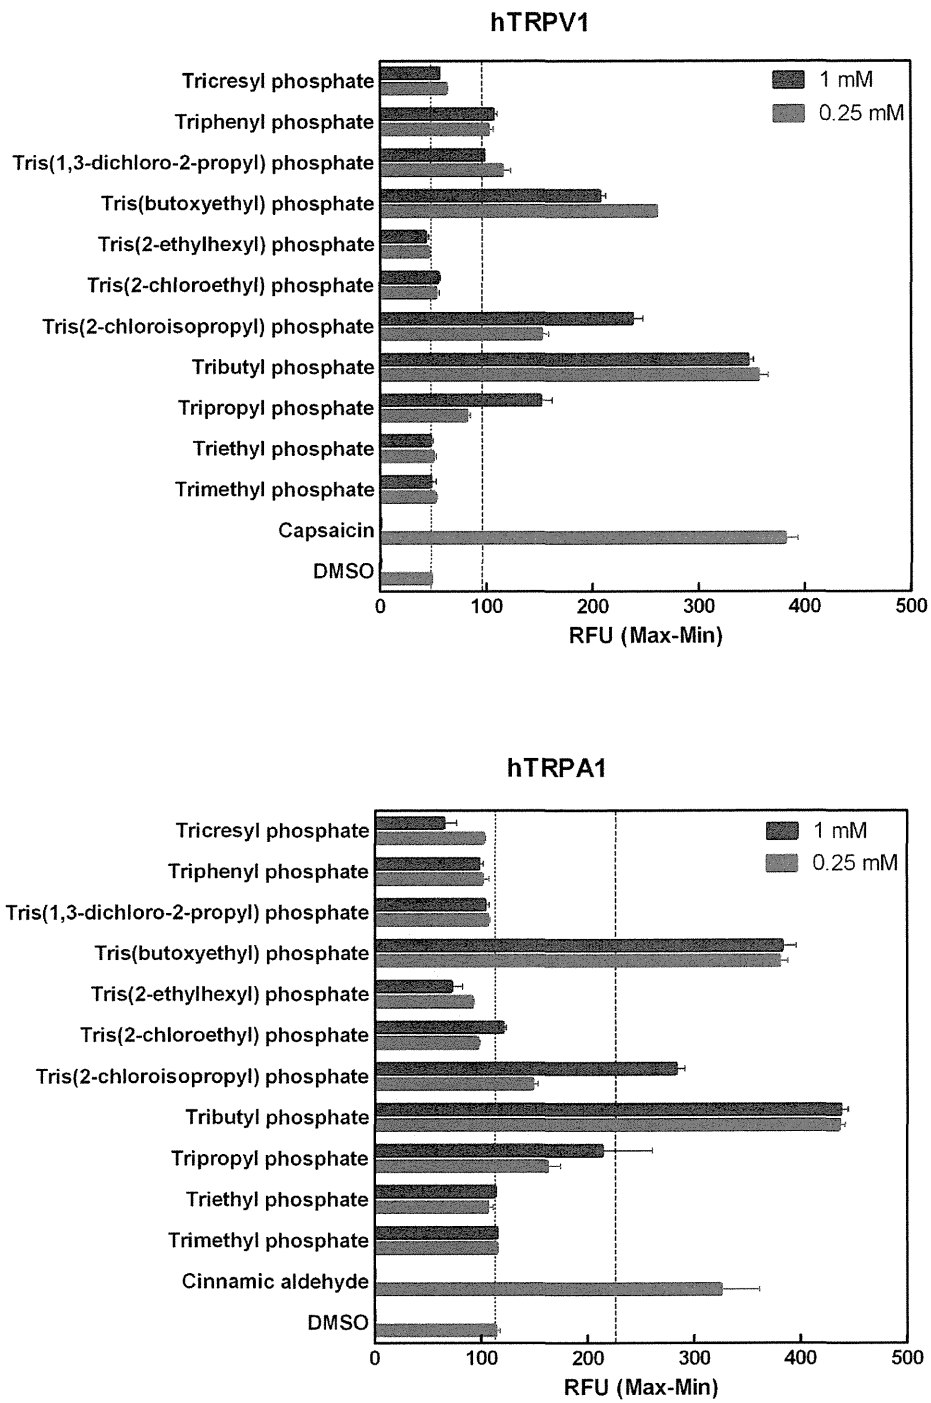 hTRPV1
1 mM
0.25 mM
Tricresyl phosphate
Triphenyl phosphate
Tris(1,3-dichloro-2-propyl) phosphate
Tris(butoxyethyl) phosphate
Tris(2-ethylhexyl) phosphate
Tris(2-chloroethyl) phosphate
Tris(2-chloroisopropyl) phosphate
Tributyl phosphate
Tripropyl phosphate
Triethyl phosphate
Trimethyl phosphate
Capsaicin
DMSO
0 100 200 300 400 500
RFU (Max-Min)
hTRPA1
1 mM
0.25 mM
Tricresyl phosphate
Triphenyl phosphate
Tris(1,3-dichloro-2-propyl) phosphate
Tris(butoxyethyl) phosphate
Tris(2-ethylhexyl) phosphate
Tris(2-chloroethyl) phosphate
Tris(2-chloroisopropyl) phosphate
Tributyl phosphate
Tripropyl phosphate
Triethyl phosphate
Trimethyl phosphate
Cinnamic aldehyde
DMSO
0 100 200 300 400 500
RFU (Max-Min)